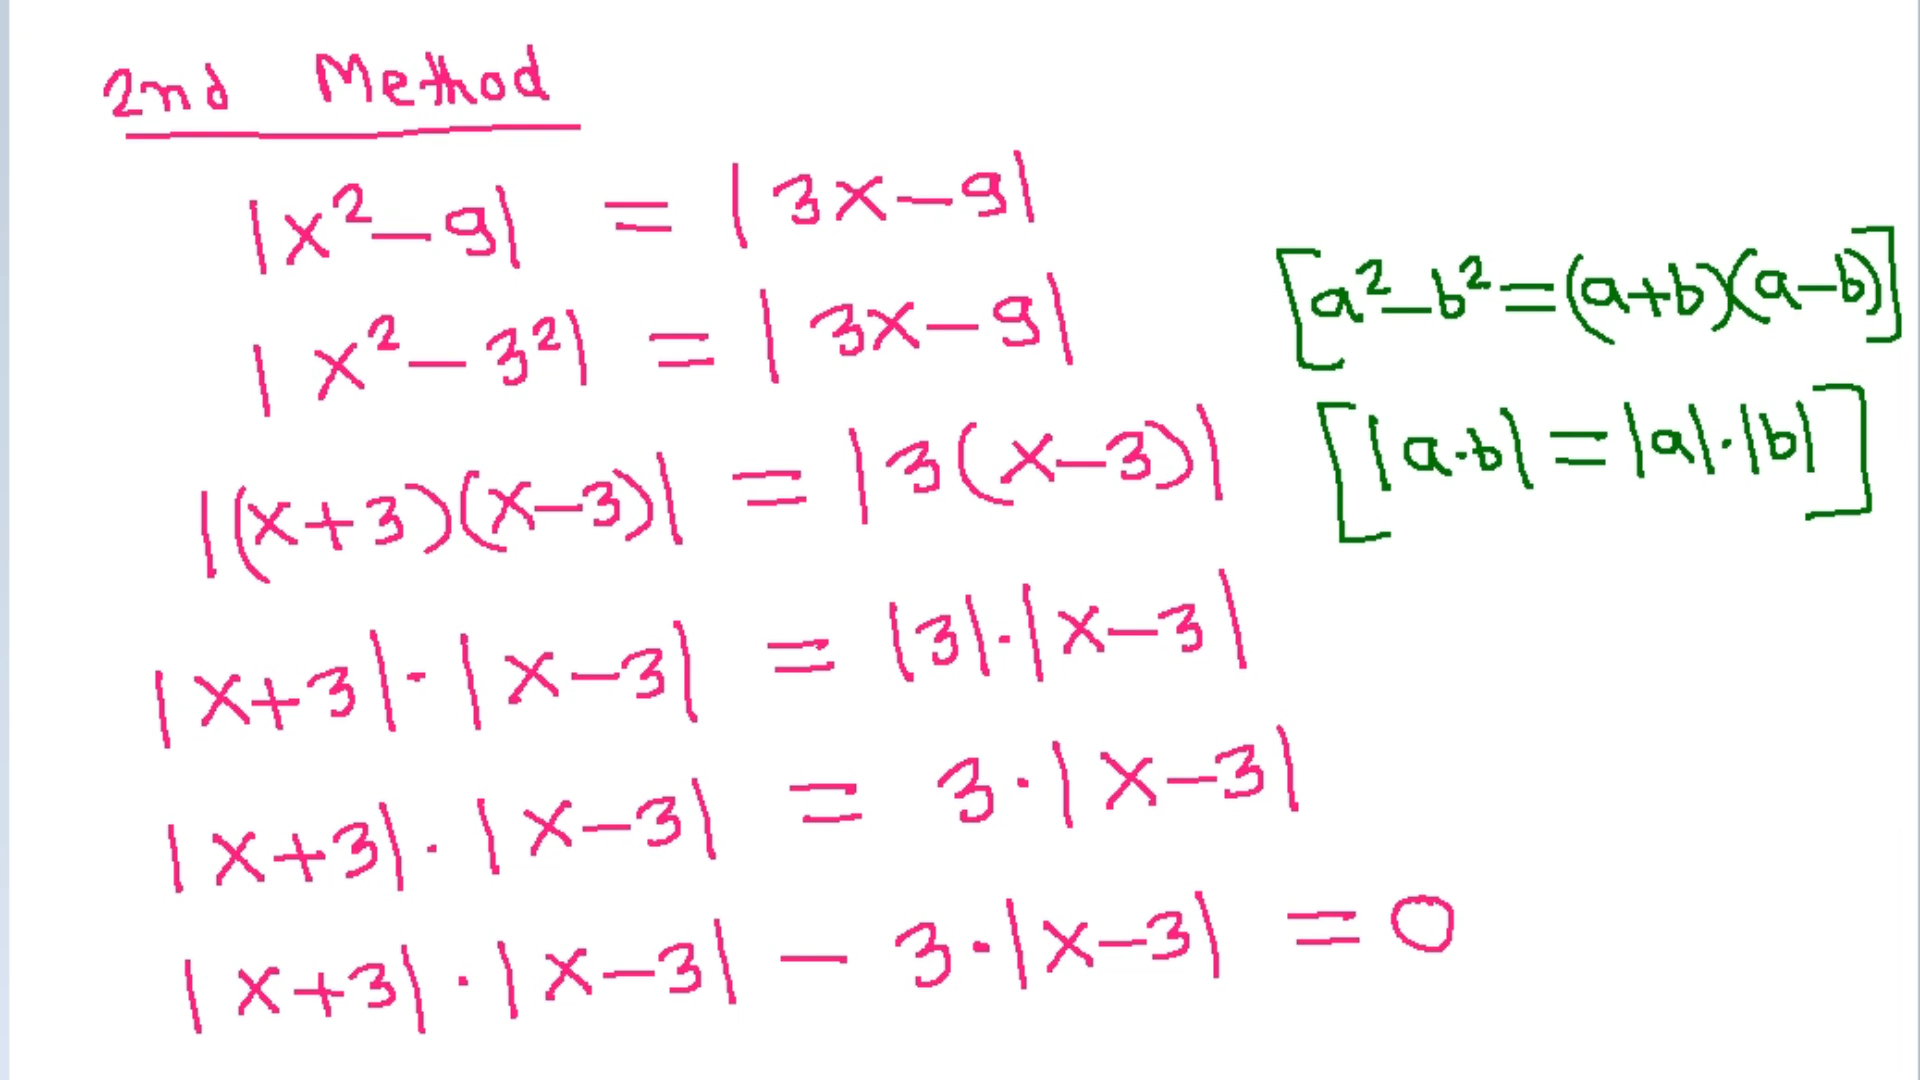 2nd Method
|x²-9| = |3x-9|
|x²-3²| = |3x-9|
[a²-b²=(a+b)(a-b)]
|(x+3)(x-3)| = |3(x-3)|
[|a·b| = |a|·|b|]
|x+3|·|x-3| = |3|·|x-3|
|x+3|·|x-3| = 3·|x-3|
|x+3|·|x-3| - 3·|x-3| = 0